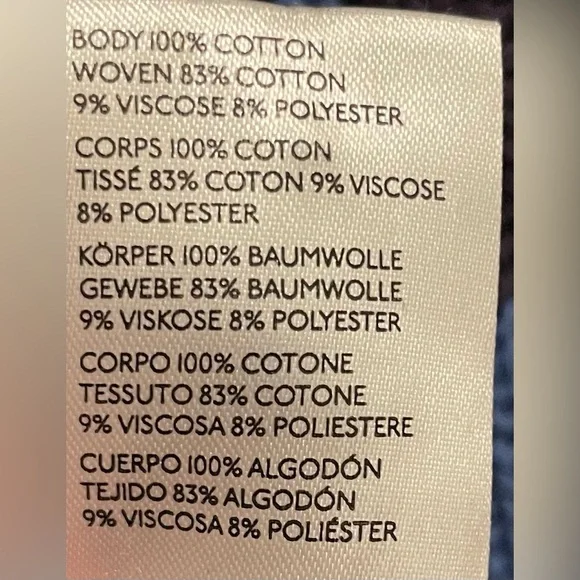 BODY 100% COTTON
WOVEN 83% COTTON
9% VISCOSE 8% POLYESTER
CORPS 100% COTON
TISSÉ 83% COTON 9% VISCOSE
8% POLYESTER
KÖRPER 100% BAUMWOLLE
GEWEBE 83% BAUMWOLLE
9% VISKOSE 8% POLYESTER
CORPO 100% COTONE
TESSUTO 83% COTONE
9% VISCOSA 8% POLIESTERE
CUERPO 100% ALGODÓN
TEJIDO 83% ALGODÓN
9% VISCOSA 8% POLIÉSTER